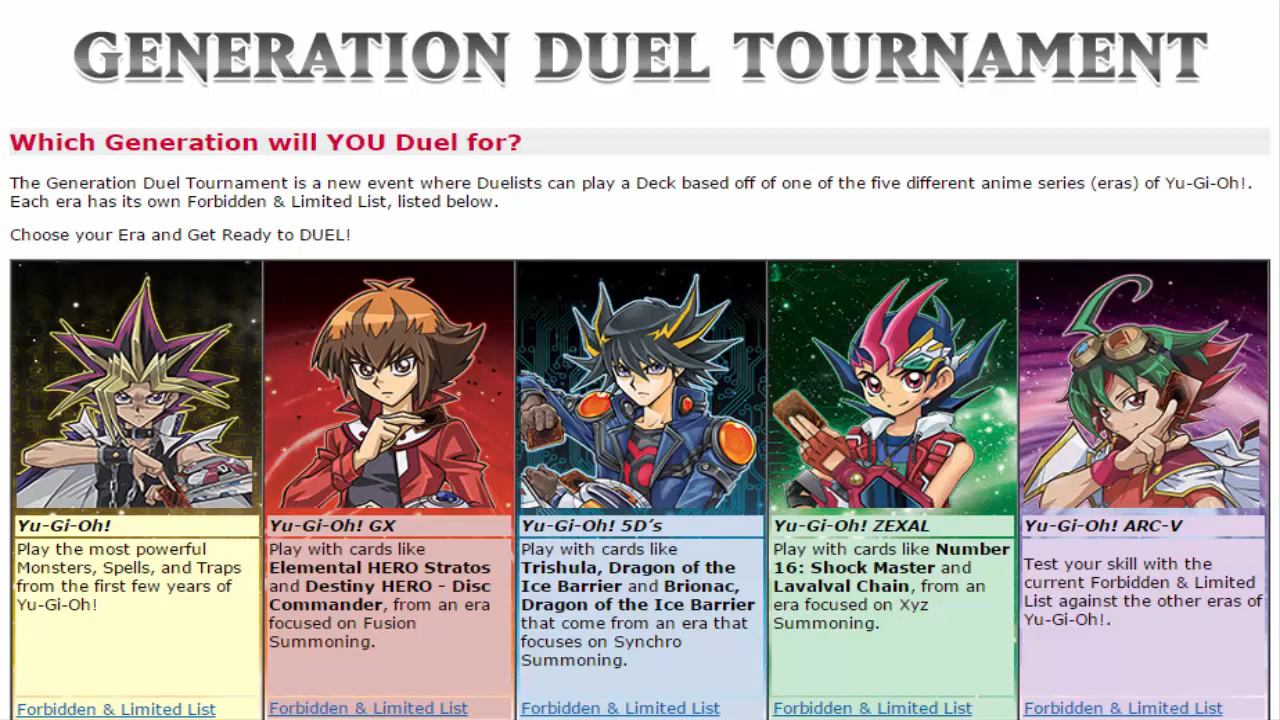 GENERATION DUEL TOURNAMENT
Which Generation will YOU Duel for?
The Generation Duel Tournament is a new event where Duelists can play a Deck based off of one of the five different anime series (eras) of Yu-Gi-Oh!.
Each era has its own Forbidden & Limited List, listed below.
Choose your Era and Get Ready to DUEL!
Yu-Gi-Oh!
Play the most powerful
Monsters, Spells, and Traps
from the first few years of
Yu-Gi-Oh!
Forbidden & Limited List
Yu-Gi-Oh! GX
Play with cards like
Elemental HERO Stratos
and Destiny HERO - Disc
Commander, from an era
focused on Fusion
Summoning.
Forbidden & Limited List
Yu-Gi-Oh! 5D's
Play with cards like
Trishula, Dragon of the
Ice Barrier and Brionac,
Dragon of the Ice Barrier
that come from an era that
focuses on Synchro
Summoning.
Forbidden & Limited List
Yu-Gi-Oh! ZEXAL
Play with cards like Number
16: Shock Master and
Lavalval Chain, from an
era focused on Xyz
Summoning.
Forbidden & Limited List
Yu-Gi-Oh! ARC-V
Test your skill with the
current Forbidden & Limited
List against the other eras of
Yu-Gi-Oh!.
Forbidden & Limited List